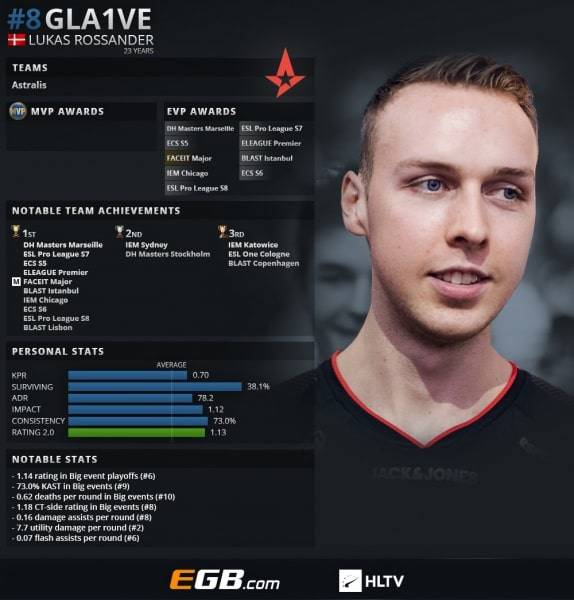 #8 GLA1VE
LUKAS ROSSANDER
23 YEARS
TEAMS
Astralis
MVP
MVP AWARDS
EVP AWARDS
DH Masters Marseille
ESL Pro League S7
ECS S5
ELEAGUE Premier
FACEIT Major
BLAST Istanbul
IEM Chicago
ECS S6
ESL Pro League S8
NOTABLE TEAM ACHIEVEMENTS
1ST
DH Masters Marseille
ESL Pro League S7
ECS S5
ELEAGUE Premier
M FACEIT Major
BLAST Istanbul
IEM Chicago
ECS S6
ESL Pro League S8
BLAST Lisbon
2ND
IEM Sydney
DH Masters Stockholm
3RD
IEM Katowice
ESL One Cologne
BLAST Copenhagen
PERSONAL STATS
AVERAGE
KPR 0.70
SURVIVING 38.1%
ADR 78.2
IMPACT 1.12
CONSISTENCY 73.0%
RATING 2.0 1.13
NOTABLE STATS
- 1.14 rating in Big event playoffs (#6)
- 73.0% KAST in Big events (#9)
- 0.62 deaths per round in Big events (#10)
- 1.18 CT-side rating in Big events (#8)
- 0.16 damage assists per round (#8)
- 7.7 utility damage per round (#2)
- 0.07 flash assists per round (#6)
JACK&JONES
EGB.com
HLTV